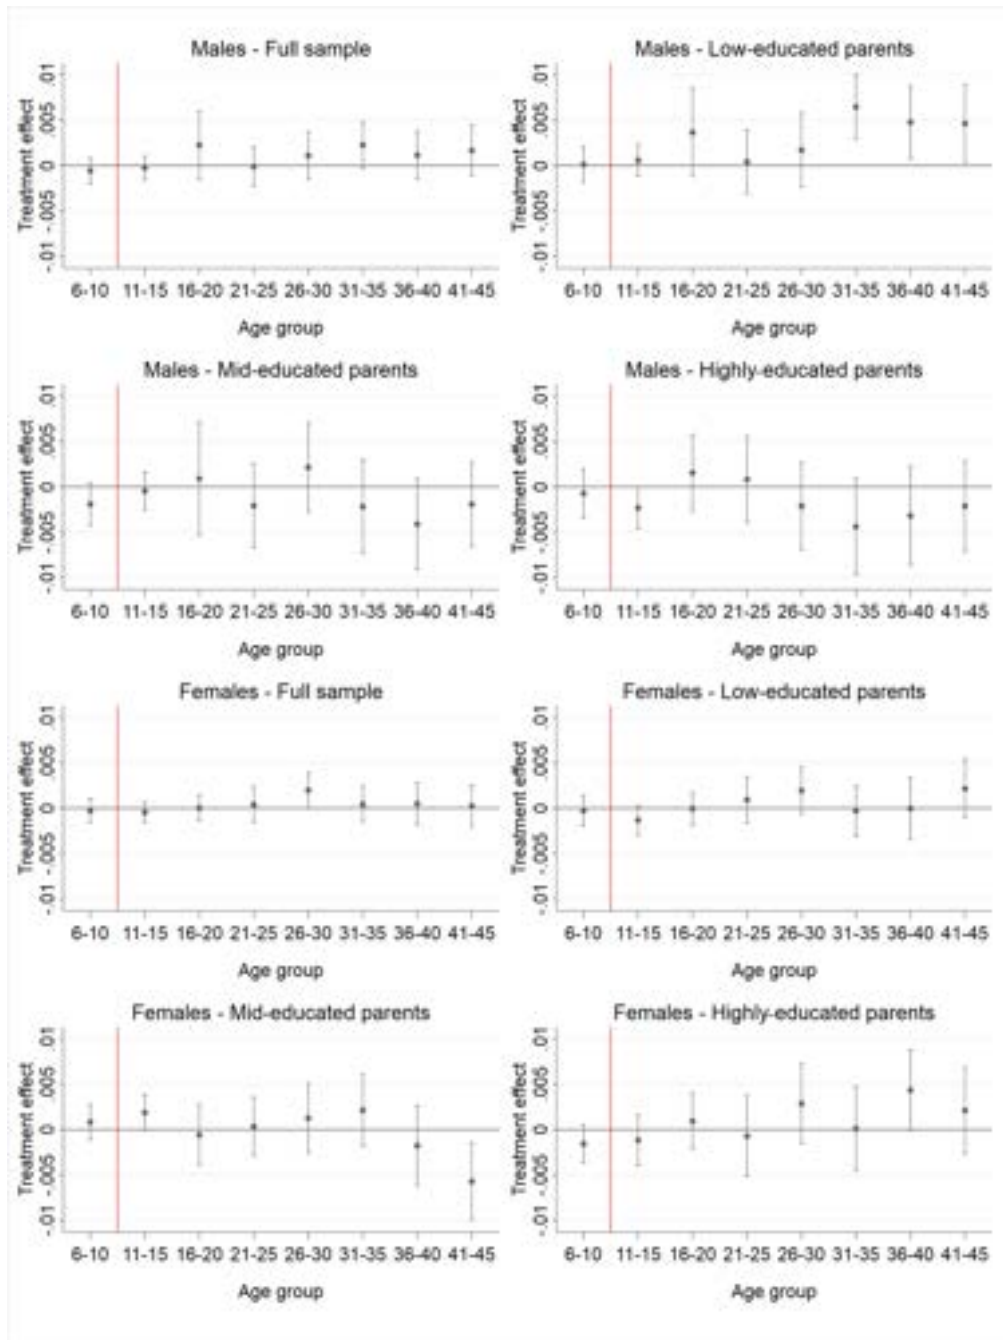 Males - Full sample
Treatment effect
.01
.005
0
-.005
-.01
6-10 11-15 16-20 21-25 26-30 31-35 36-40 41-45
Age group
Males - Low-educated parents
Treatment effect
.01
.005
0
-.005
-.01
6-10 11-15 16-20 21-25 26-30 31-35 36-40 41-45
Age group
Males - Mid-educated parents
Treatment effect
.01
.005
0
-.005
-.01
6-10 11-15 16-20 21-25 26-30 31-35 36-40 41-45
Age group
Males - Highly-educated parents
Treatment effect
.01
.005
0
-.005
-.01
6-10 11-15 16-20 21-25 26-30 31-35 36-40 41-45
Age group
Females - Full sample
Treatment effect
.01
.005
0
-.005
-.01
6-10 11-15 16-20 21-25 26-30 31-35 36-40 41-45
Age group
Females - Low-educated parents
Treatment effect
.01
.005
0
-.005
-.01
6-10 11-15 16-20 21-25 26-30 31-35 36-40 41-45
Age group
Females - Mid-educated parents
Treatment effect
.01
.005
0
-.005
-.01
6-10 11-15 16-20 21-25 26-30 31-35 36-40 41-45
Age group
Females - Highly-educated parents
Treatment effect
.01
.005
0
-.005
-.01
6-10 11-15 16-20 21-25 26-30 31-35 36-40 41-45
Age group